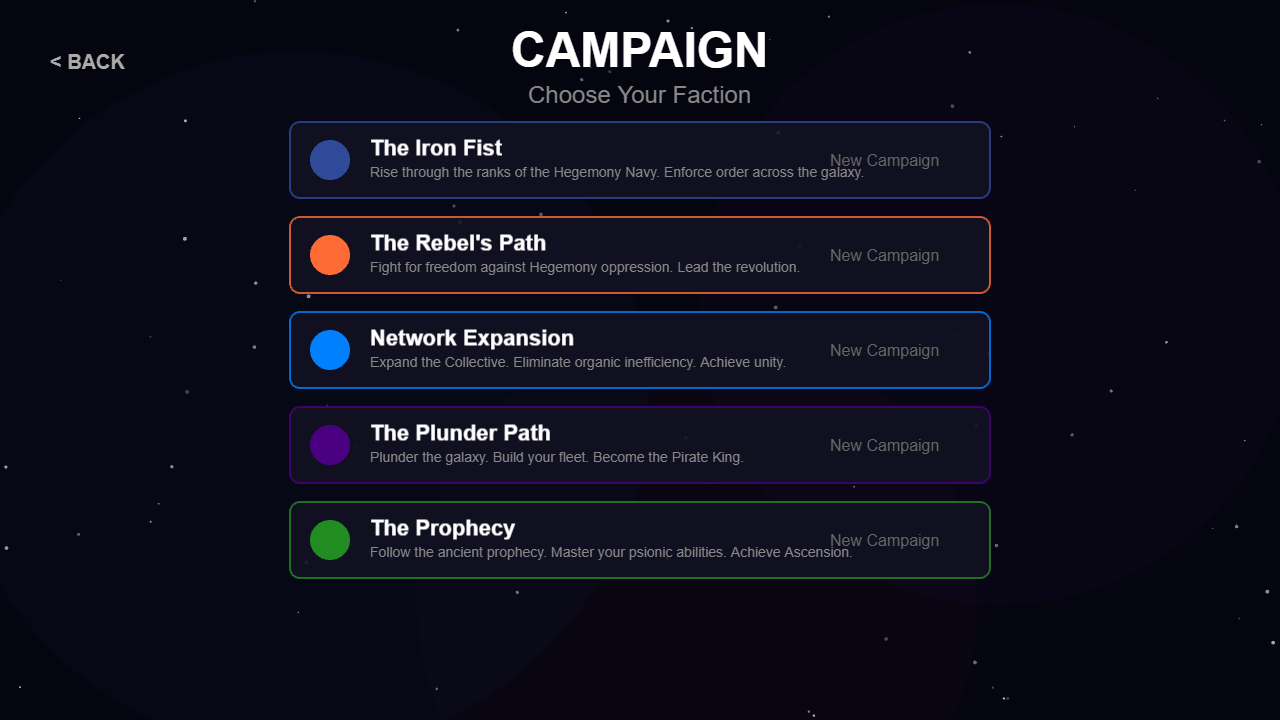 < BACK
CAMPAIGN
Choose Your Faction
The Iron Fist
Rise through the ranks of the Hegemony Navy. Enforce order across the galaxy.
New Campaign
The Rebel's Path
Fight for freedom against Hegemony oppression. Lead the revolution.
New Campaign
Network Expansion
Expand the Collective. Eliminate organic inefficiency. Achieve unity.
New Campaign
The Plunder Path
Plunder the galaxy. Build your fleet. Become the Pirate King.
New Campaign
The Prophecy
Follow the ancient prophecy. Master your psionic abilities. Achieve Ascension.
New Campaign